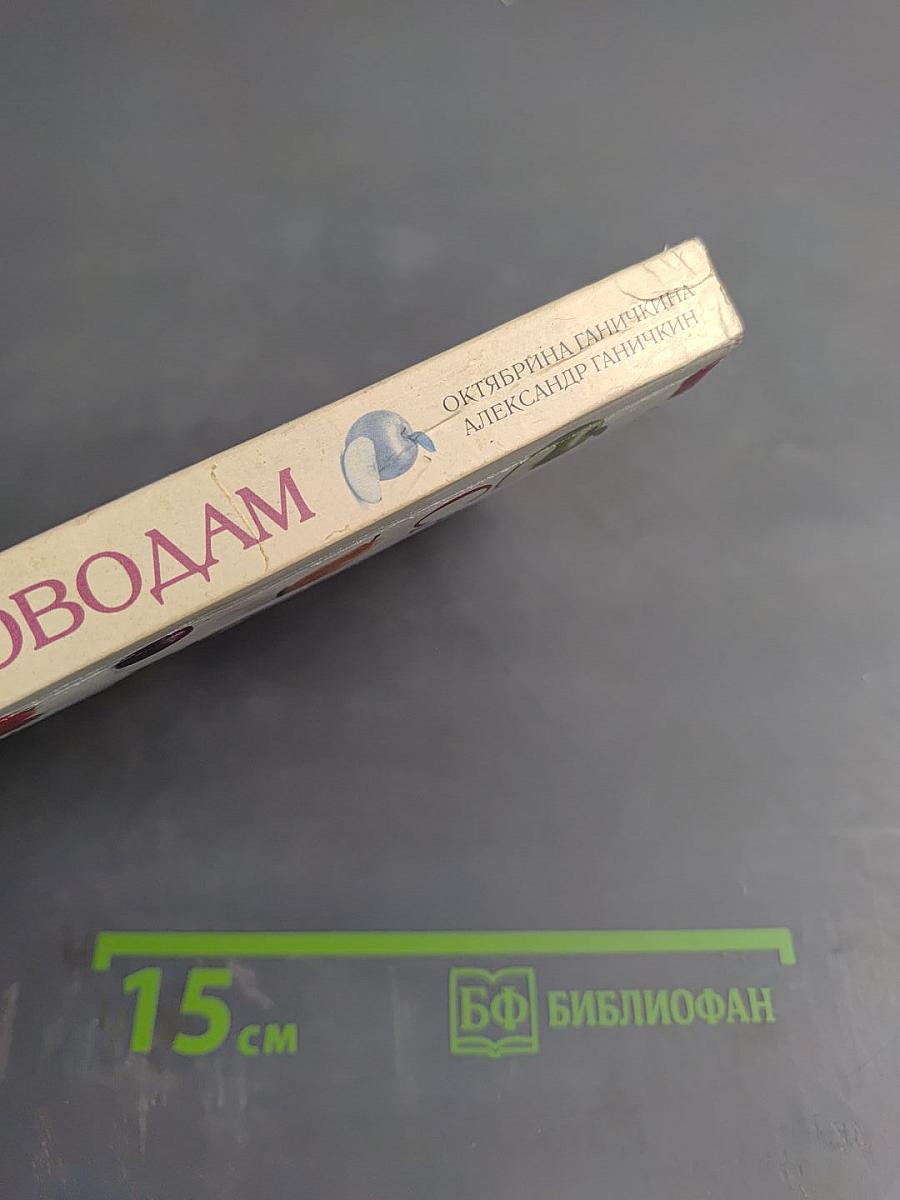 ОКТЯБРИНА ГАНИЧКИНА
АЛЕКСАНДР ГАНИЧКИН
ОВОДАМ
15 см
БФ БИБЛИОФАН